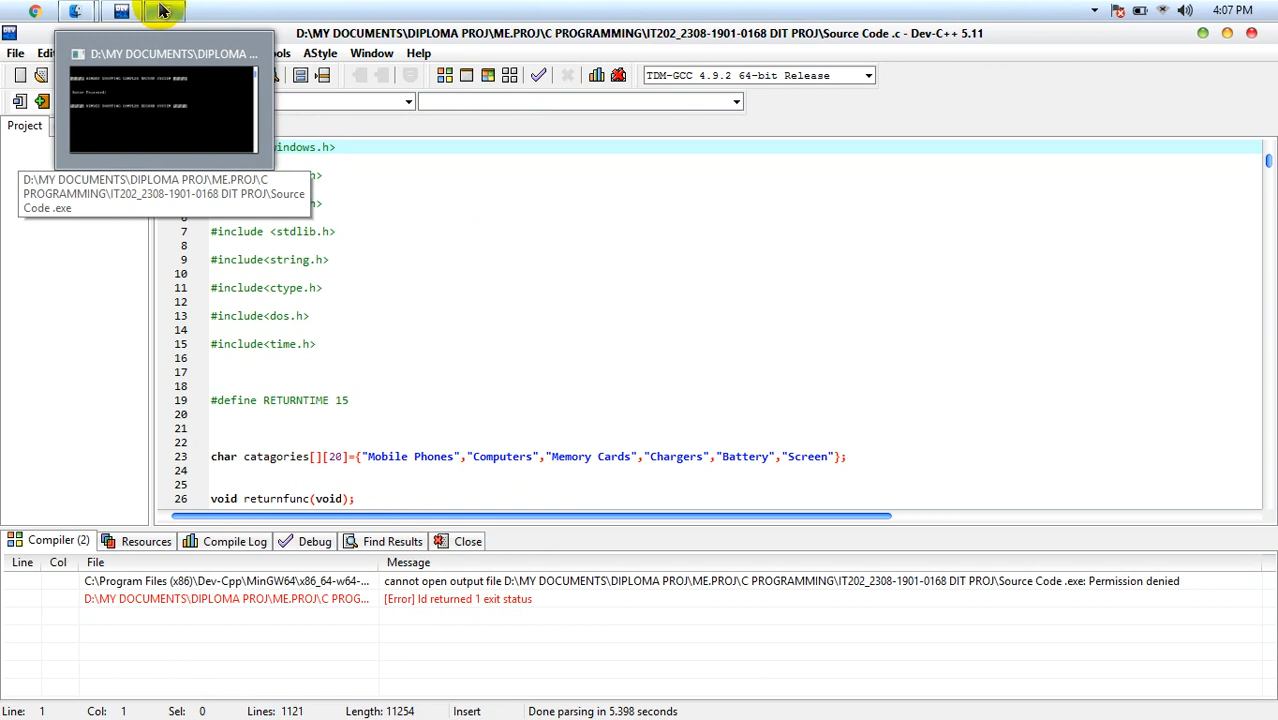 4:07 PM
D:\MY DOCUMENTS\DIPLOMA PROJ\ME.PROJ\C PROGRAMMING\IT202_2308-1901-0168 DIT PROJ\Source Code .c - Dev-C++ 5.11
File Edi ols AStyle Window Help
D:\MY DOCUMENTS\DIPLOMA ...
Enter Password:
TDM-GCC 4.9.2 64-bit Release
Project
D:\MY DOCUMENTS\DIPLOMA PROJ\ME.PROJ\C
PROGRAMMING\IT202_2308-1901-0168 DIT PROJ\Source
Code .exe
indows.h>
h>
h>
6
7 #include <stdlib.h>
8
9 #include<string.h>
10
11 #include<ctype.h>
12
13 #include<dos.h>
14
15 #include<time.h>
16
17
18
19 #define RETURNTIME 15
20
21
22
23 char catagories[][20]={"Mobile Phones","Computers","Memory Cards","Chargers","Battery","Screen"};
24
25
26 void returnfunc(void);
Compiler (2) Resources Compile Log Debug Find Results Close
Line Col File Message
C:\Program Files (x86)\Dev-Cpp\MinGW64\x86_64-w64-... cannot open output file D:\MY DOCUMENTS\DIPLOMA PROJ\ME.PROJ\C PROGRAMMING\IT202_2308-1901-0168 DIT PROJ\Source Code .exe: Permission denied
D:\MY DOCUMENTS\DIPLOMA PROJ\ME.PROJ\C PROG... [Error] ld returned 1 exit status
Line: 1 Col: 1 Sel: 0 Lines: 1121 Length: 11254 Insert Done parsing in 5.398 seconds